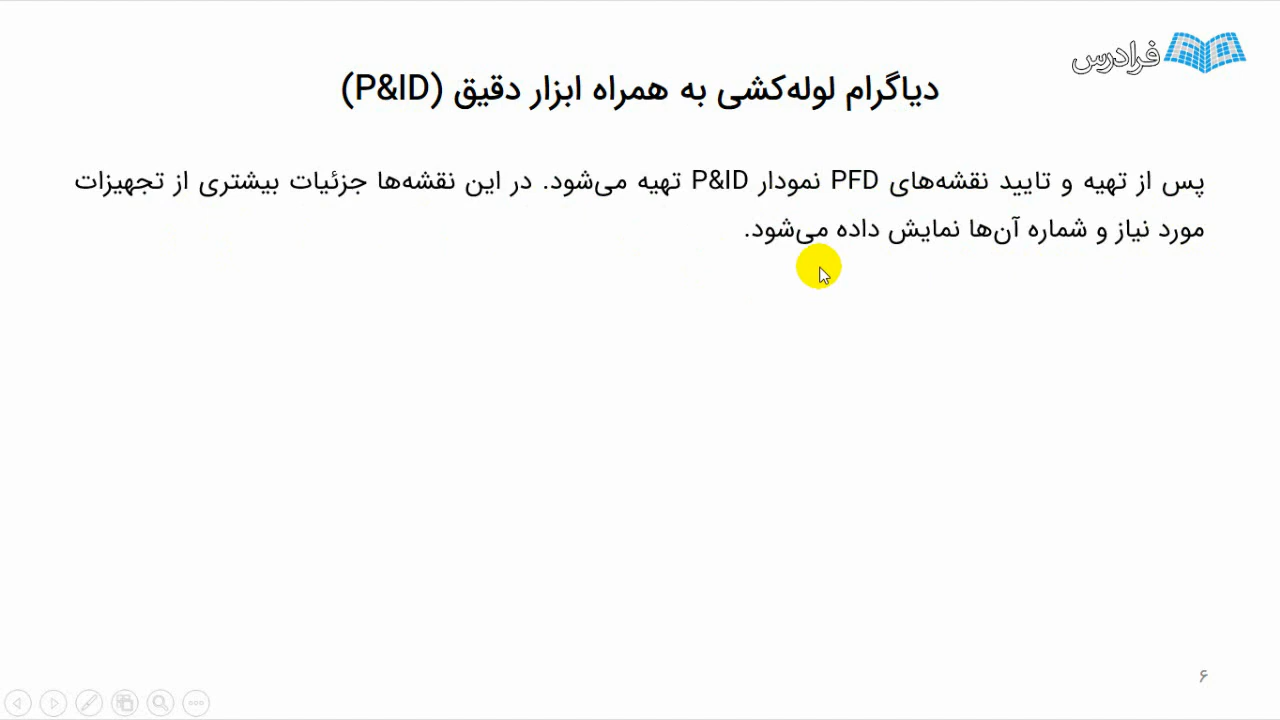 فرادرس
دیاگرام لوله‌کشی به همراه ابزار دقیق (P&ID)
پس از تهیه و تایید نقشه‌های PFD نمودار P&ID تهیه می‌شود. در این نقشه‌ها جزئیات بیشتری از تجهیزات
مورد نیاز و شماره آن‌ها نمایش داده می‌شود.
۶